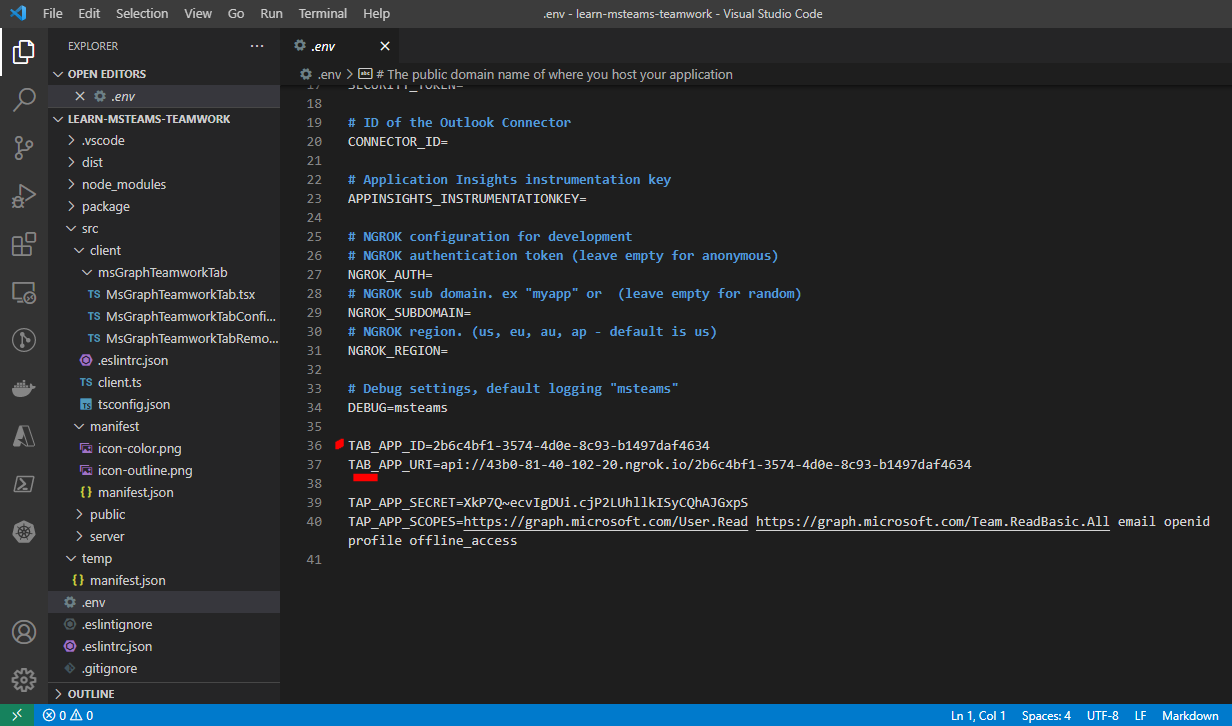 File Edit Selection View Go Run Terminal Help .env - learn-msteams-teamwork - Visual Studio Code
EXPLORER ...
OPEN EDITORS
.env
LEARN-MSTEAMS-TEAMWORK
.vscode
dist
node_modules
package
src
client
msGraphTeamworkTab
TS MsGraphTeamworkTab.tsx
TS MsGraphTeamworkTabConfi...
TS MsGraphTeamworkTabRemo...
.eslintrc.json
TS client.ts
TS tsconfig.json
manifest
icon-color.png
icon-outline.png
{} manifest.json
public
server
temp
{} manifest.json
.env
.eslintignore
.eslintrc.json
.gitignore
OUTLINE
.env
.env > abc # The public domain name of where you host your application
17 SECURITY_TOKEN=
18
19 # ID of the Outlook Connector
20 CONNECTOR_ID=
21
22 # Application Insights instrumentation key
23 APPINSIGHTS_INSTRUMENTATIONKEY=
24
25 # NGROK configuration for development
26 # NGROK authentication token (leave empty for anonymous)
27 NGROK_AUTH=
28 # NGROK sub domain. ex "myapp" or  (leave empty for random)
29 NGROK_SUBDOMAIN=
30 # NGROK region. (us, eu, au, ap - default is us)
31 NGROK_REGION=
32
33 # Debug settings, default logging "msteams"
34 DEBUG=msteams
35
36 TAB_APP_ID=2b6c4bf1-3574-4d0e-8c93-b1497daf4634
37 TAB_APP_URI=api://43b0-81-40-102-20.ngrok.io/2b6c4bf1-3574-4d0e-8c93-b1497daf4634
38
39 TAP_APP_SECRET=XkP7Q~ecvIgDUi.cjP2LUhllkISyCQhAJGxpS
40 TAP_APP_SCOPES=https://graph.microsoft.com/User.Read https://graph.microsoft.com/Team.ReadBasic.All email openid
profile offline_access
41
0 0 Ln 1, Col 1 Spaces: 4 UTF-8 LF Markdown